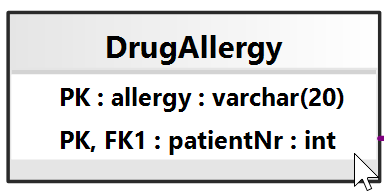 DrugAllergy
PK : allergy : varchar(20)
PK, FK1 : patientNr : int